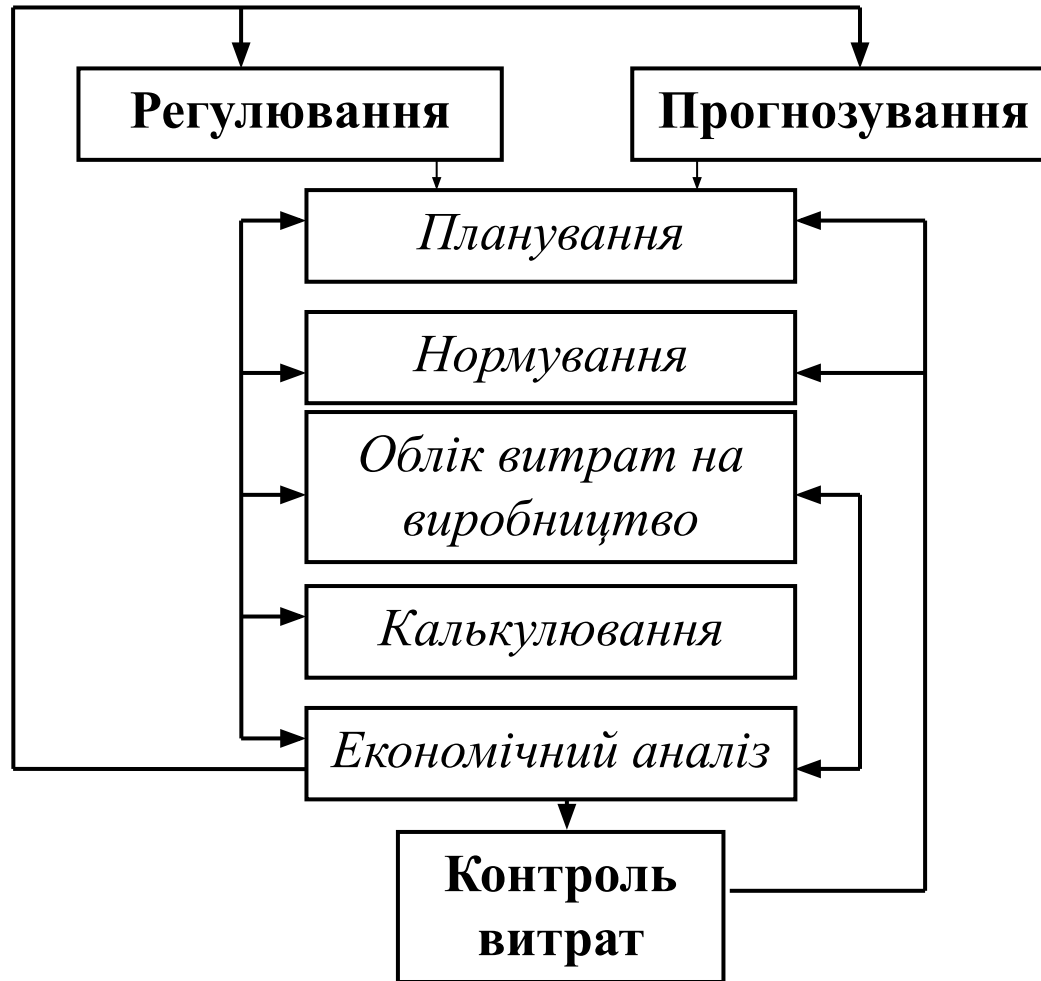 Регулювання
Прогнозування
Планування
Нормування
Облік витрат на
виробництво
Калькулювання
Економічний аналіз
Контроль
витрат